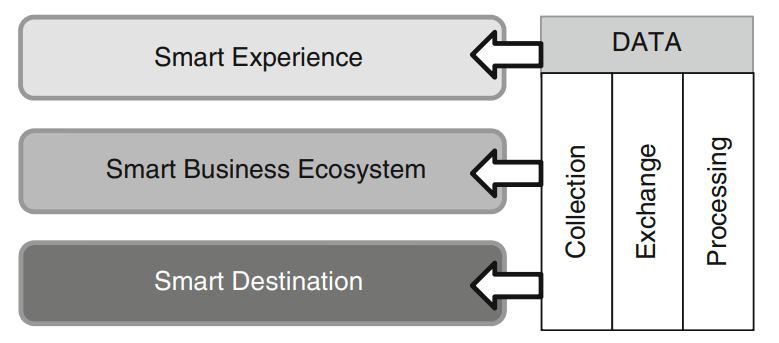 Smart Experience
Smart Business Ecosystem
Smart Destination
DATA
Collection
Exchange
Processing